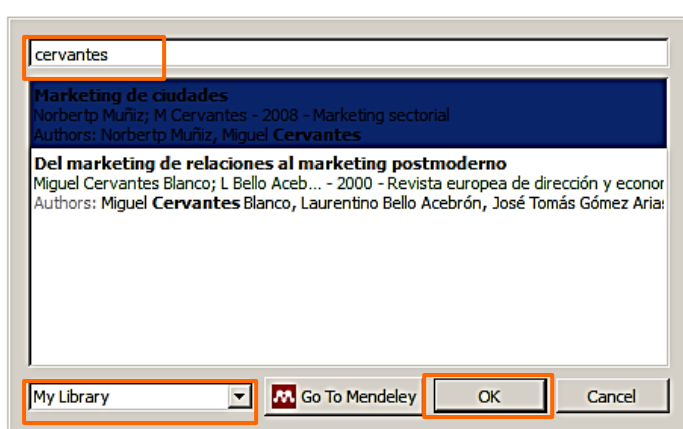 cervantes
Marketing de ciudades
Norbertp Muñiz; M Cervantes - 2008 - Marketing sectorial
Authors: Norbertp Muñiz, Miguel Cervantes
Del marketing de relaciones al marketing postmoderno
Miguel Cervantes Blanco; L Bello Aceb... - 2000 - Revista europea de dirección y econor
Authors: Miguel Cervantes Blanco, Laurentino Bello Acebrón, José Tomás Gómez Arias
My Library Go To Mendeley OK Cancel